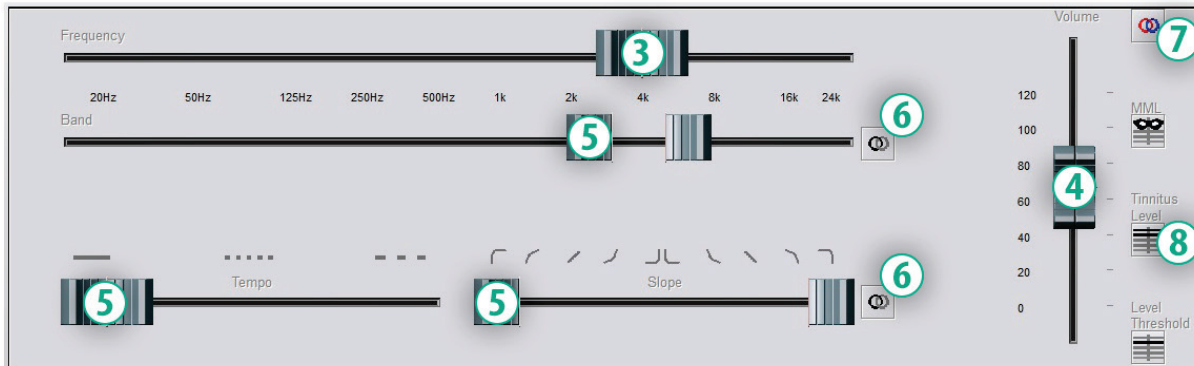 Volume
7
Frequency
3
20Hz 50Hz 125Hz 250Hz 500Hz 1k 2k 4k 8k 16k 24k
Band
5
6
120
100
80
60
40
20
0
4
MML
Tinnitus
Level
8
Tempo
5
Slope
5
6
Level
Threshold